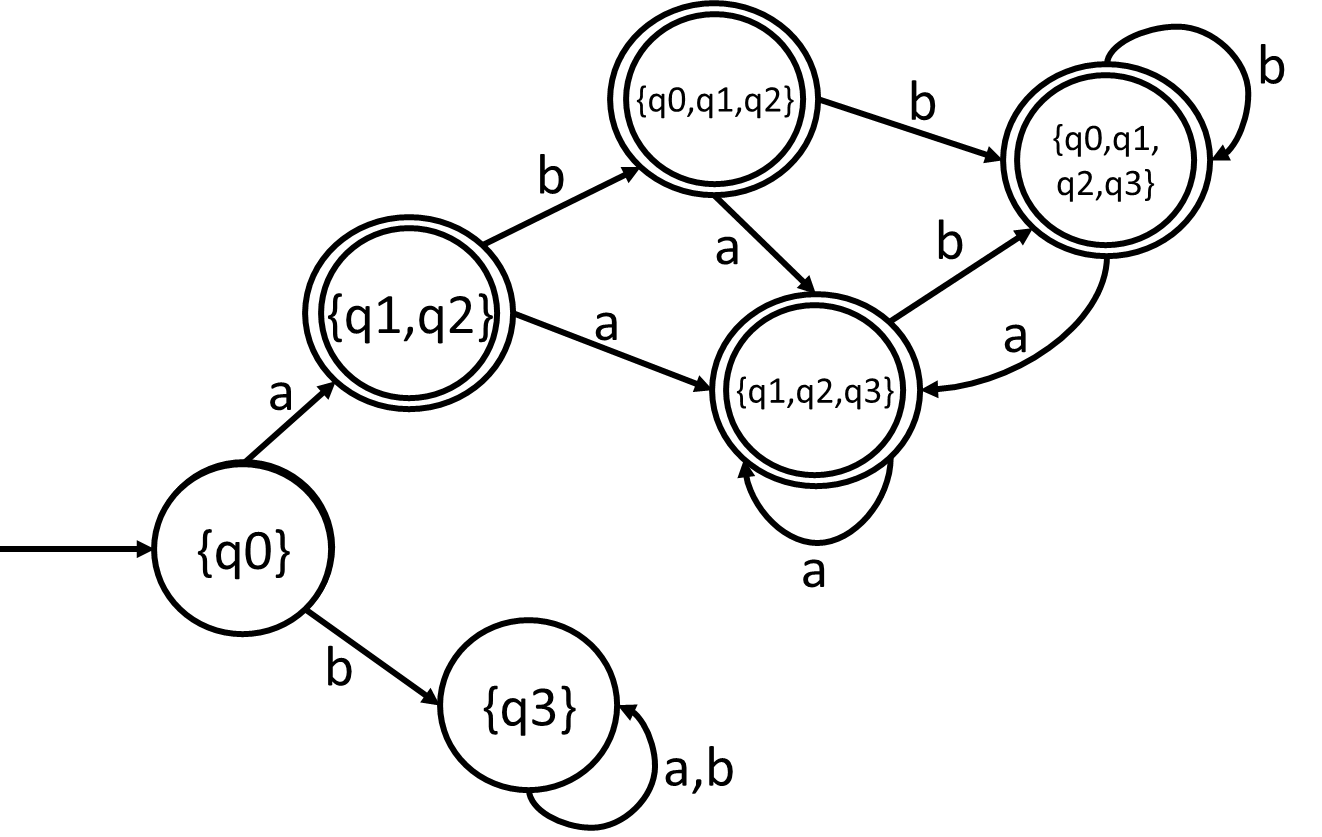 {q0,q1,q2}
b
b
{q0,q1,
q2,q3}
b
a
b
{q1,q2}
a
a
{q1,q2,q3}
a
a
{q0}
b
{q3}
a,b